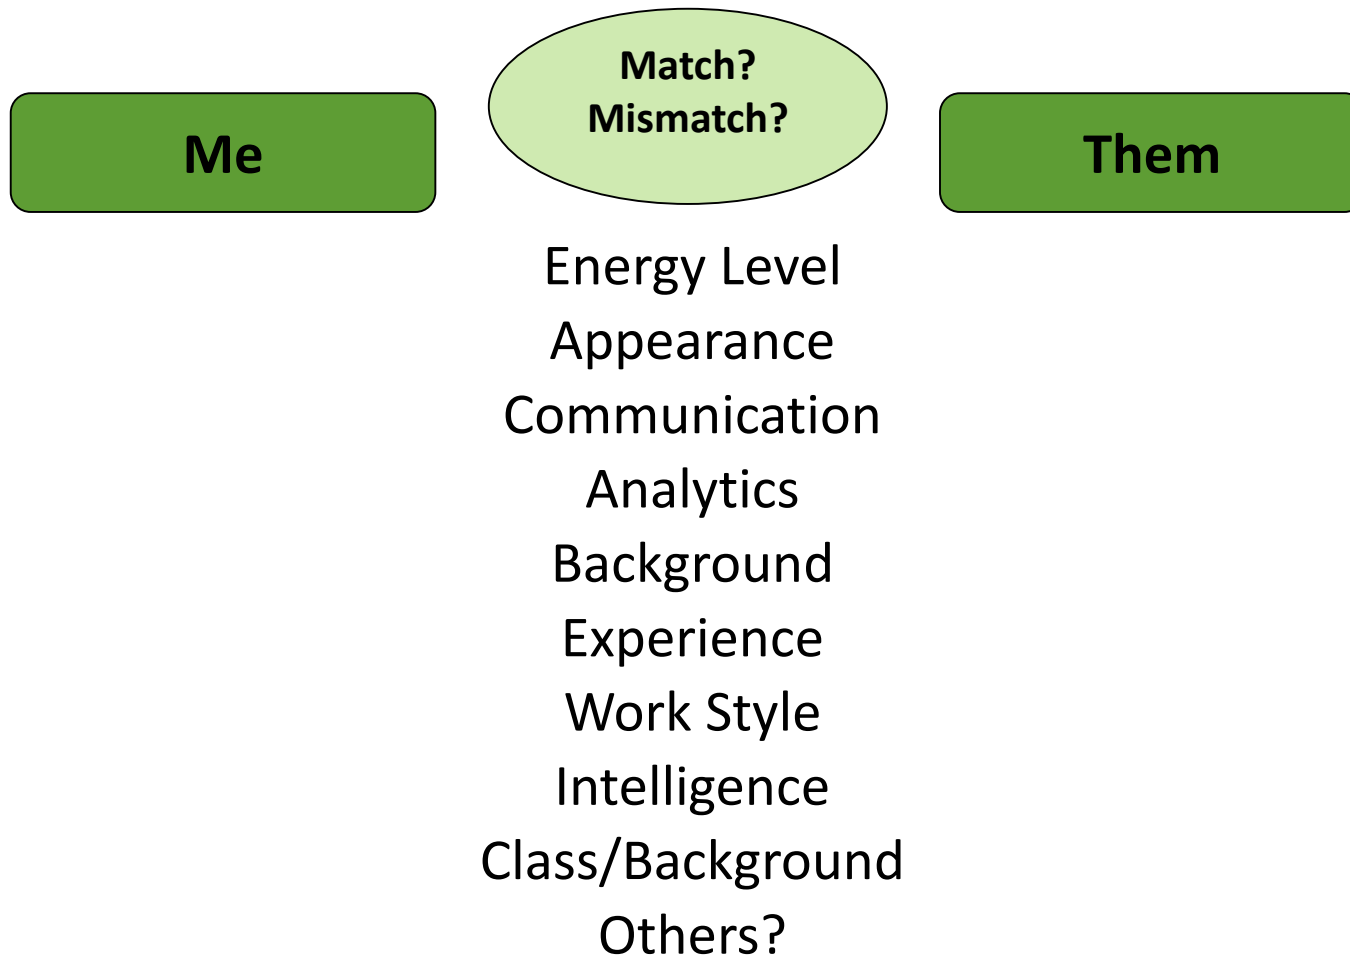 Match?
Mismatch?
Me
Them
Energy Level
Appearance
Communication
Analytics
Background
Experience
Work Style
Intelligence
Class/Background
Others?